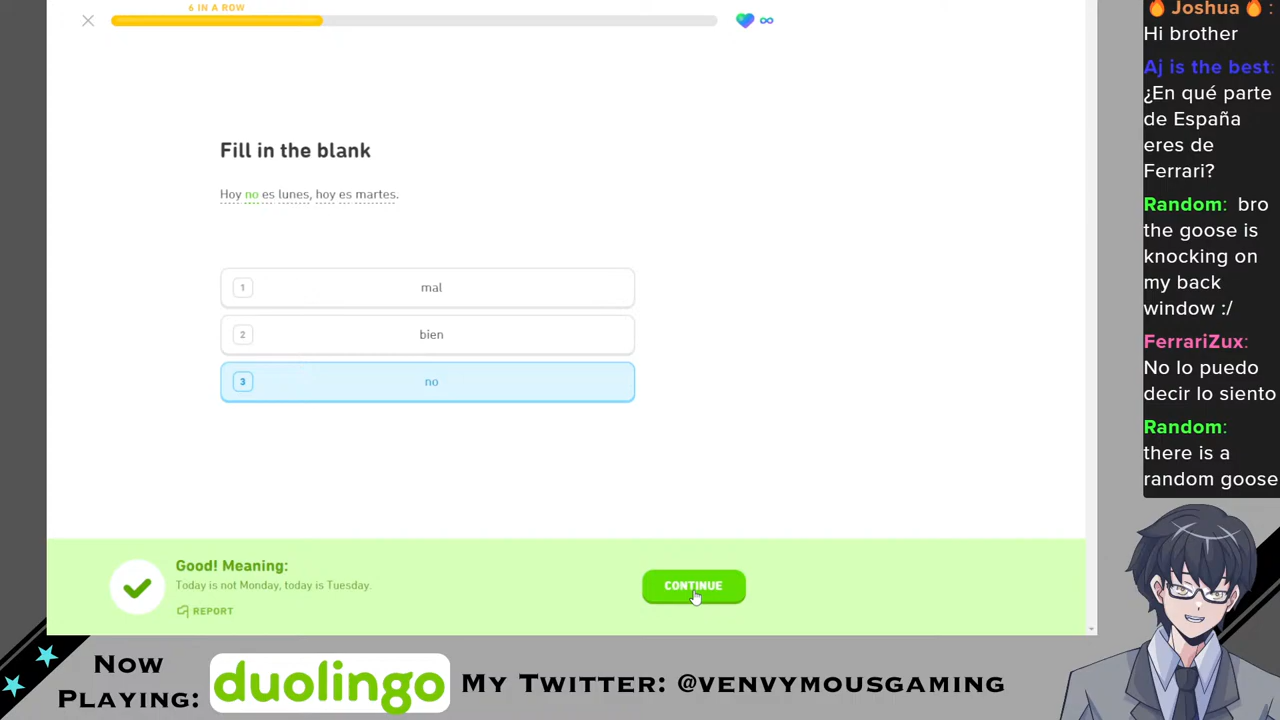 6 IN A ROW
∞
Fill in the blank
Hoy no es lunes, hoy es martes.
1 mal
2 bien
3 no
Good! Meaning:
Today is not Monday, today is Tuesday.
REPORT
CONTINUE
🔥 Joshua 🔥 :
Hi brother
Aj is the best:
¿En qué parte
de España
eres de
Ferrari?
Random: bro
the goose is
knocking on
my back
window :/
FerrariZux:
No lo puedo
decir lo siento
Random:
there is a
random goose
Now
Playing:
duolingo
My Twitter: @venvymousgaming